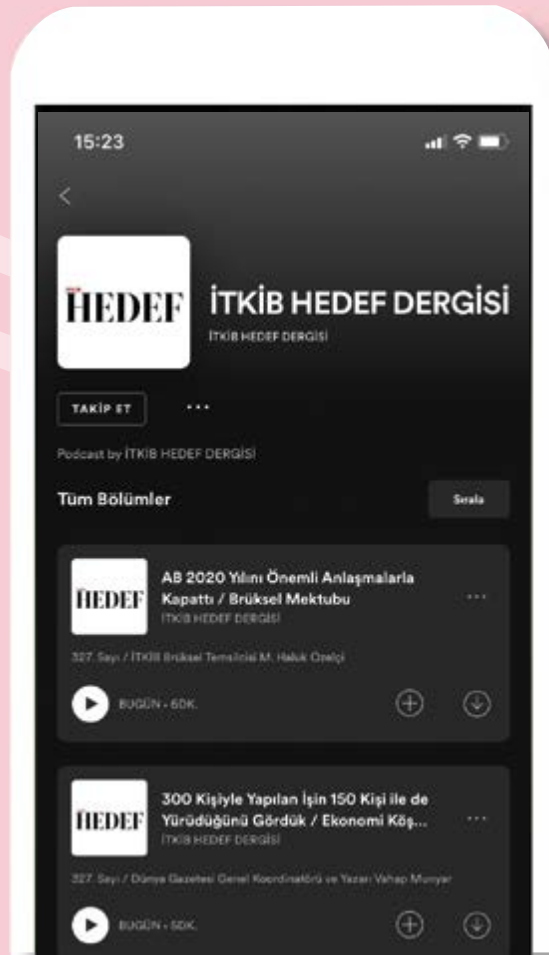 15:23
HEDEF
İTKİB HEDEF DERGİSİ
İTKİB HEDEF DERGİSİ
TAKİP ET
Podcast by İTKİB HEDEF DERGİSİ
Tüm Bölümler
Sırala
HEDEF
AB 2020 Yılını Önemli Anlaşmalarla
Kapattı / Brüksel Mektubu
İTKİB HEDEF DERGİSİ
327. Sayı / İTKİB Brüksel Temsilcisi M. Haluk Özelçi
BUGÜN • 6DK.
HEDEF
300 Kişiyle Yapılan İşin 150 Kişi ile de
Yürüdüğünü Gördük / Ekonomi Köş...
İTKİB HEDEF DERGİSİ
327. Sayı / Dünya Gazetesi Genel Koordinatörü ve Yazarı Vahap Munyar
BUGÜN • 5DK.